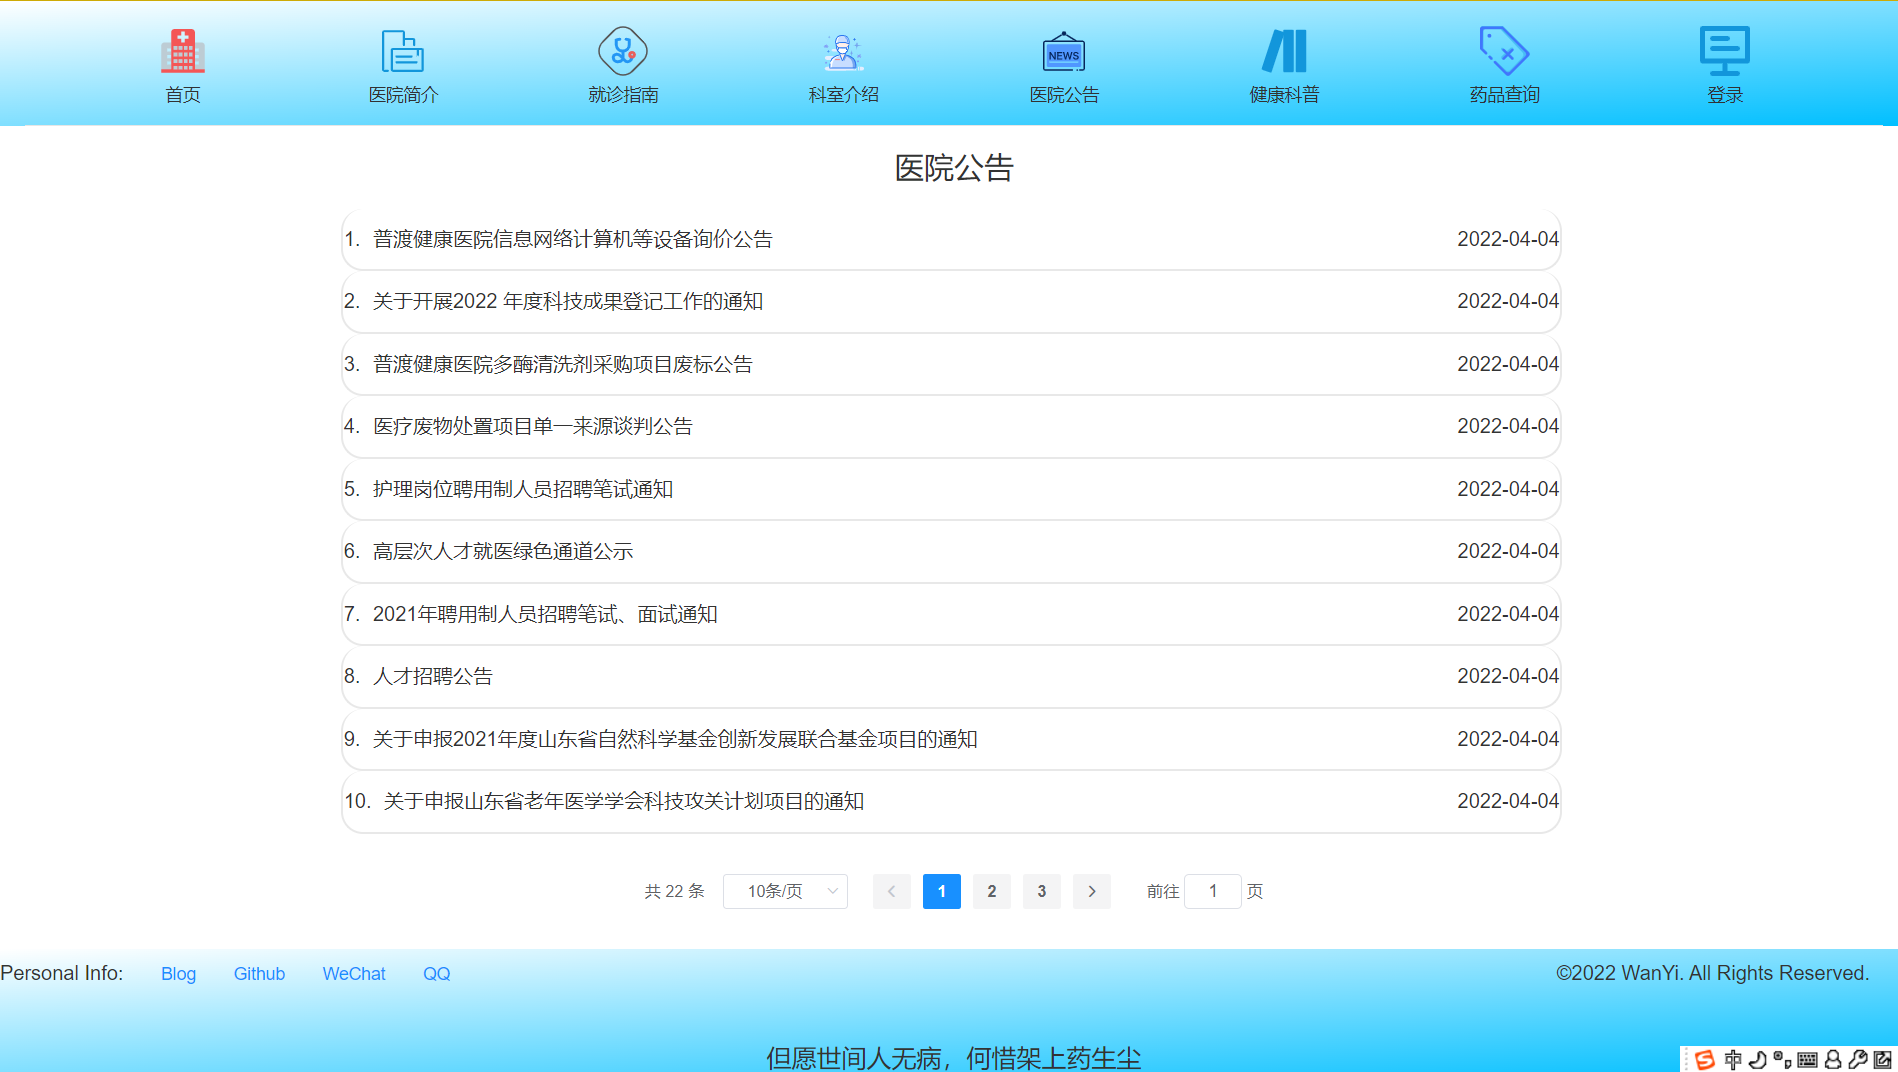 首页 医院简介 就诊指南 科室介绍 NEWS 医院公告 健康科普 药品查询 登录
医院公告
1. 普渡健康医院信息网络计算机等设备询价公告 2022-04-04
2. 关于开展2022 年度科技成果登记工作的通知 2022-04-04
3. 普渡健康医院多酶清洗剂采购项目废标公告 2022-04-04
4. 医疗废物处置项目单一来源谈判公告 2022-04-04
5. 护理岗位聘用制人员招聘笔试通知 2022-04-04
6. 高层次人才就医绿色通道公示 2022-04-04
7. 2021年聘用制人员招聘笔试、面试通知 2022-04-04
8. 人才招聘公告 2022-04-04
9. 关于申报2021年度山东省自然科学基金创新发展联合基金项目的通知 2022-04-04
10. 关于申报山东省老年医学学会科技攻关计划项目的通知 2022-04-04
共 22 条 10条/页 1 2 3 前往 1 页
Personal Info: Blog Github WeChat QQ ©2022 WanYi. All Rights Reserved.
但愿世间人无病，何惜架上药生尘
中